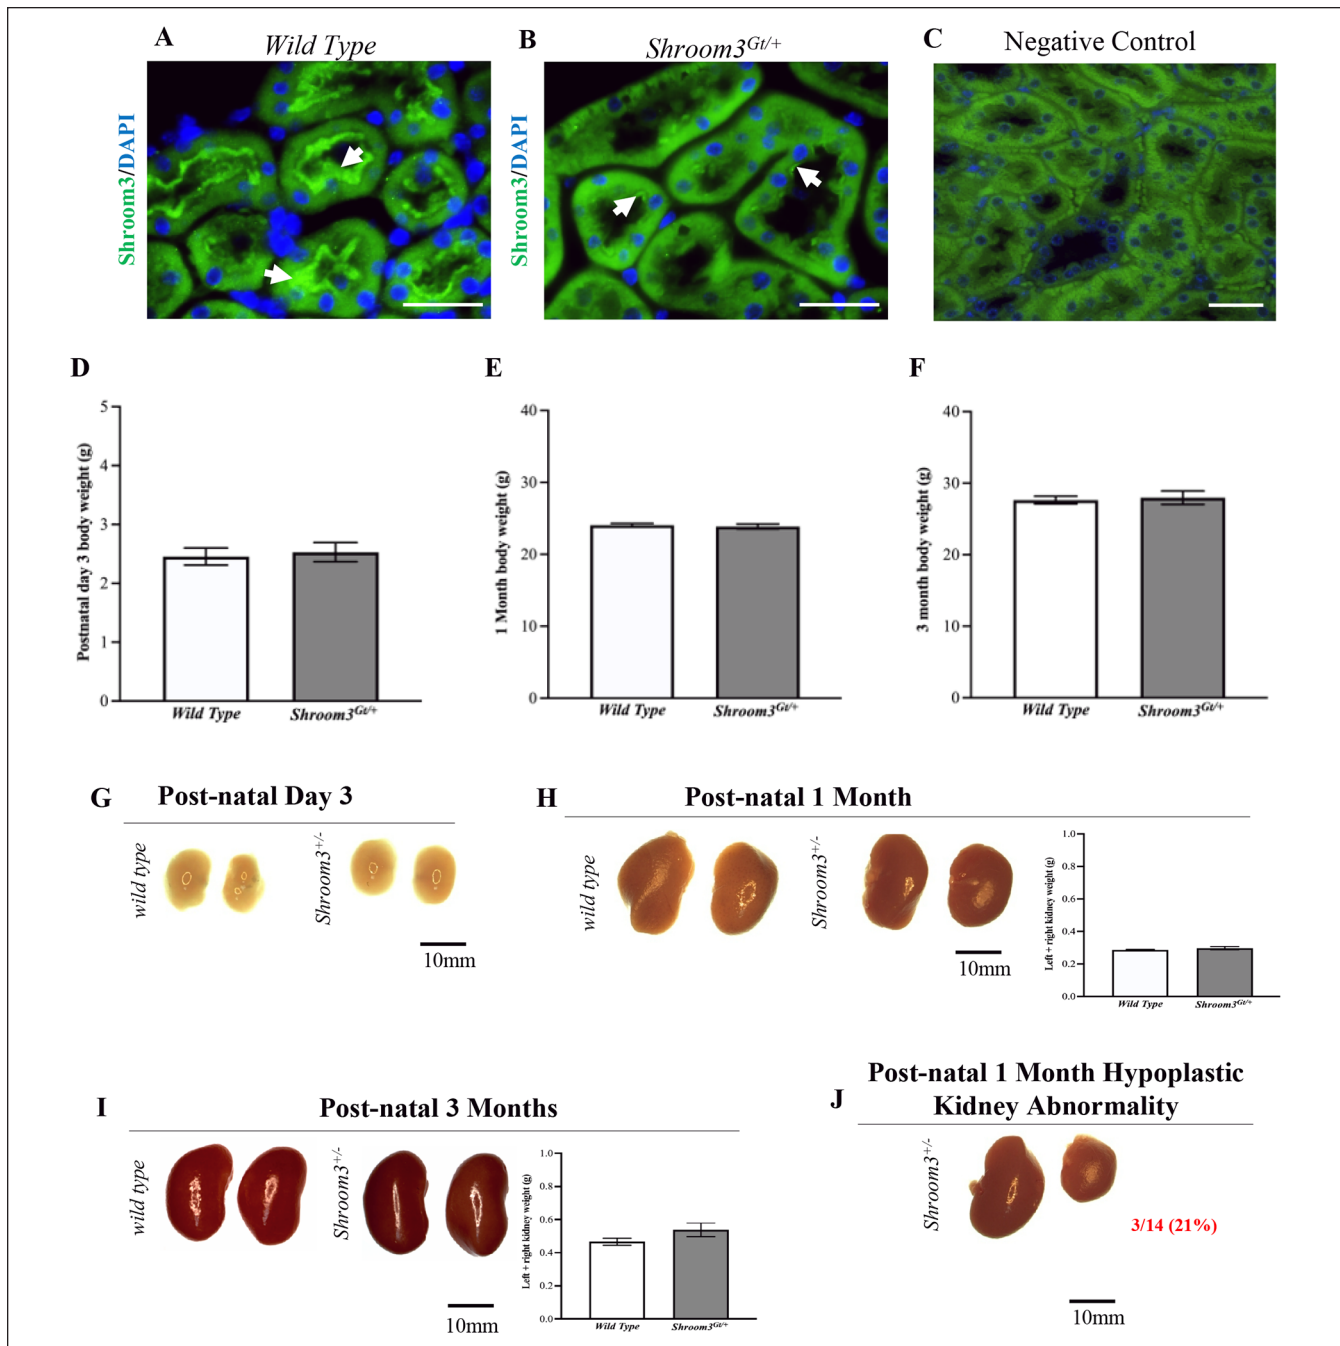 A
Wild Type
Shroom3/DAPI
B
Shroom3Gt/+
Shroom3/DAPI
C
Negative Control
D
Postnatal day 3 body weight (g)
5
4
3
2
1
0
Wild Type
Shroom3Gt/+
E
1 Month body weight (g)
40
30
20
10
0
Wild Type
Shroom3Gt/+
F
3 month body weight (g)
40
30
20
10
0
Wild Type
Shroom3Gt/+
G
Post-natal Day 3
wild type
Shroom3+/-
10mm
H
Post-natal 1 Month
wild type
Shroom3+/-
10mm
Left + right kidney weight (g)
1.0
0.8
0.6
0.4
0.2
0.0
Wild Type
Shroom3Gt/+
I
Post-natal 3 Months
wild type
Shroom3+/-
10mm
Left + right kidney weight (g)
1.0
0.8
0.6
0.4
0.2
0.0
Wild Type
Shroom3Gt/+
J
Post-natal 1 Month Hypoplastic
Kidney Abnormality
Shroom3+/-
3/14 (21%)
10mm